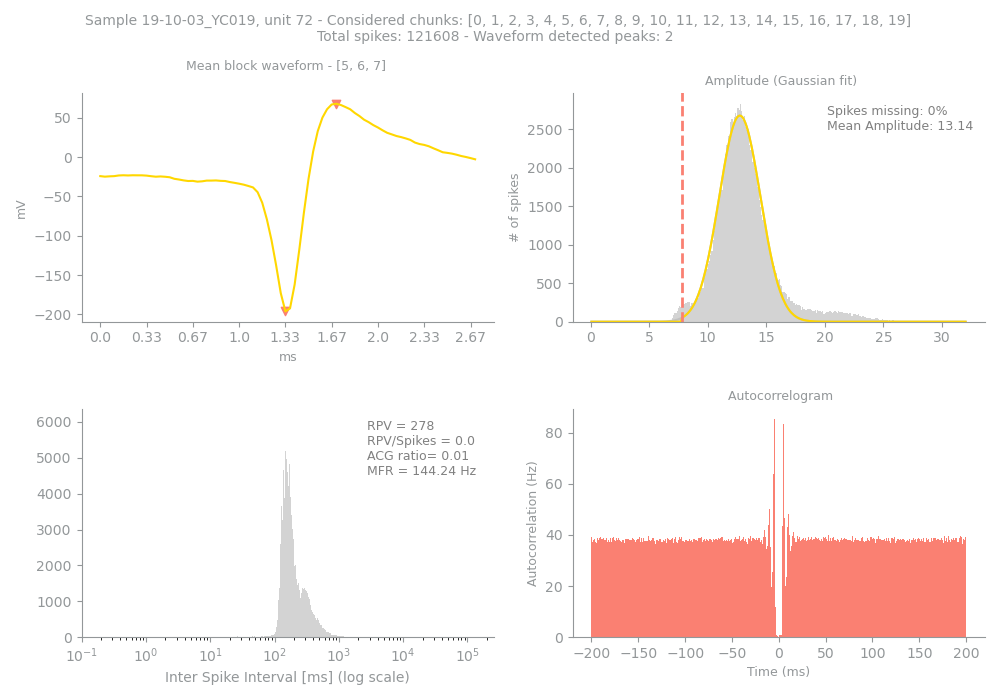 Sample 19-10-03_YC019, unit 72 - Considered chunks: [0, 1, 2, 3, 4, 5, 6, 7, 8, 9, 10, 11, 12, 13, 14, 15, 16, 17, 18, 19]
Total spikes: 121608 - Waveform detected peaks: 2
Mean block waveform - [5, 6, 7]
50
0
−50
−100
−150
−200
mV
0.0 0.33 0.67 1.0 1.33 1.67 2.0 2.33 2.67
ms
Amplitude (Gaussian fit)
Spikes missing: 0%
Mean Amplitude: 13.14
2500
2000
1500
1000
500
0
# of spikes
0 5 10 15 20 25 30
RPV = 278
RPV/Spikes = 0.0
ACG ratio= 0.01
MFR = 144.24 Hz
6000
5000
4000
3000
2000
1000
0
10⁻¹ 10⁰ 10¹ 10² 10³ 10⁴ 10⁵
Inter Spike Interval [ms] (log scale)
Autocorrelogram
80
60
40
20
0
Autocorrelation (Hz)
−200 −150 −100 −50 0 50 100 150 200
Time (ms)